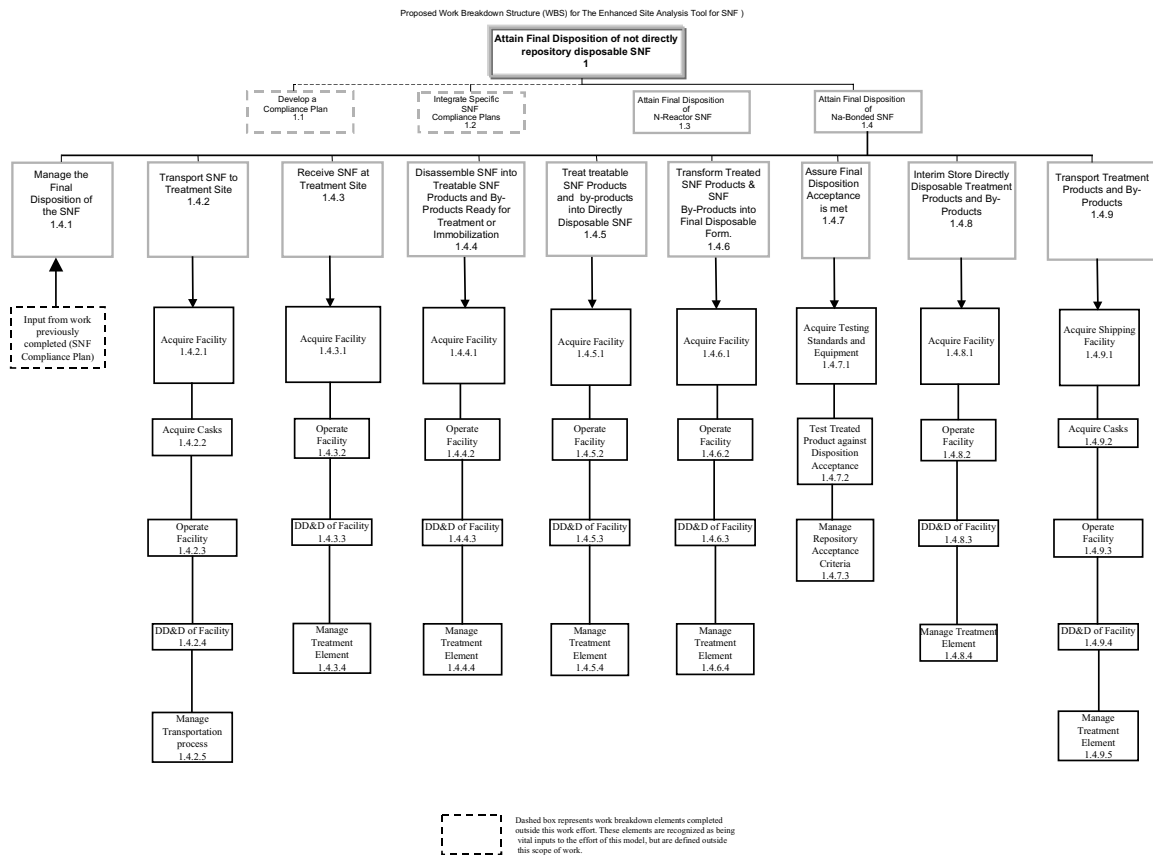 Proposed Work Breakdown Structure (WBS) for The Enhanced Site Analysis Tool for SNF )
Attain Final Disposition of not directly
repository disposable SNF
1
Develop a
Compliance Plan
1.1
Integrate Specific
SNF
Compliance Plans
1.2
Attain Final Disposition
of
N-Reactor SNF
1.3
Attain Final Disposition
of
Na-Bonded SNF
1.4
Manage the
Final
Disposition of
the SNF
1.4.1
Transport SNF to
Treatment Site
1.4.2
Receive SNF at
Treatment Site
1.4.3
Disassemble SNF into
Treatable SNF
Products and By-
Products Ready for
Treatment or
Immobilization
1.4.4
Treat treatable
SNF Products
and by-products
into Directly
Disposable SNF
1.4.5
Transform Treated
SNF Products &
SNF
By-Products into
Final Disposable
Form.
1.4.6
Assure Final
Disposition
Acceptance
is met
1.4.7
Interim Store Directly
Disposable Treatment
Products and By-
Products
1.4.8
Transport Treatment
Products and By-
Products
1.4.9
Input from work
previously
completed (SNF
Compliance Plan)
Acquire Facility
1.4.2.1
Acquire Facility
1.4.3.1
Acquire Facility
1.4.4.1
Acquire Facility
1.4.5.1
Acquire Facility
1.4.6.1
Acquire Testing
Standards and
Equipment
1.4.7.1
Acquire Facility
1.4.8.1
Acquire Shipping
Facility
1.4.9.1
Acquire Casks
1.4.2.2
Operate
Facility
1.4.3.2
Operate
Facility
1.4.4.2
Operate
Facility
1.4.5.2
Operate
Facility
1.4.6.2
Test Treated
Product against
Disposition
Acceptance
1.4.7.2
Operate
Facility
1.4.8.2
Acquire Casks
1.4.9.2
Operate
Facility
1.4.2.3
DD&D of Facility
1.4.3.3
DD&D of Facility
1.4.4.3
DD&D of Facility
1.4.5.3
DD&D of Facility
1.4.6.3
Manage
Repository
Acceptance
Criteria
1.4.7.3
DD&D of Facility
1.4.8.3
Operate
Facility
1.4.9.3
DD&D of Facility
1.4.2.4
Manage
Treatment
Element
1.4.3.4
Manage
Treatment
Element
1.4.4.4
Manage
Treatment
Element
1.4.5.4
Manage
Treatment
Element
1.4.6.4
Manage Treatment
Element
1.4.8.4
DD&D of Facility
1.4.9.4
Manage
Transportation
process
1.4.2.5
Manage
Treatment
Element
1.4.9.5
Dashed box represents work breakdown elements completed
outside this work effort. These elements are recognized as being
vital inputs to the effort of this model, but are defined outside
this scope of work.